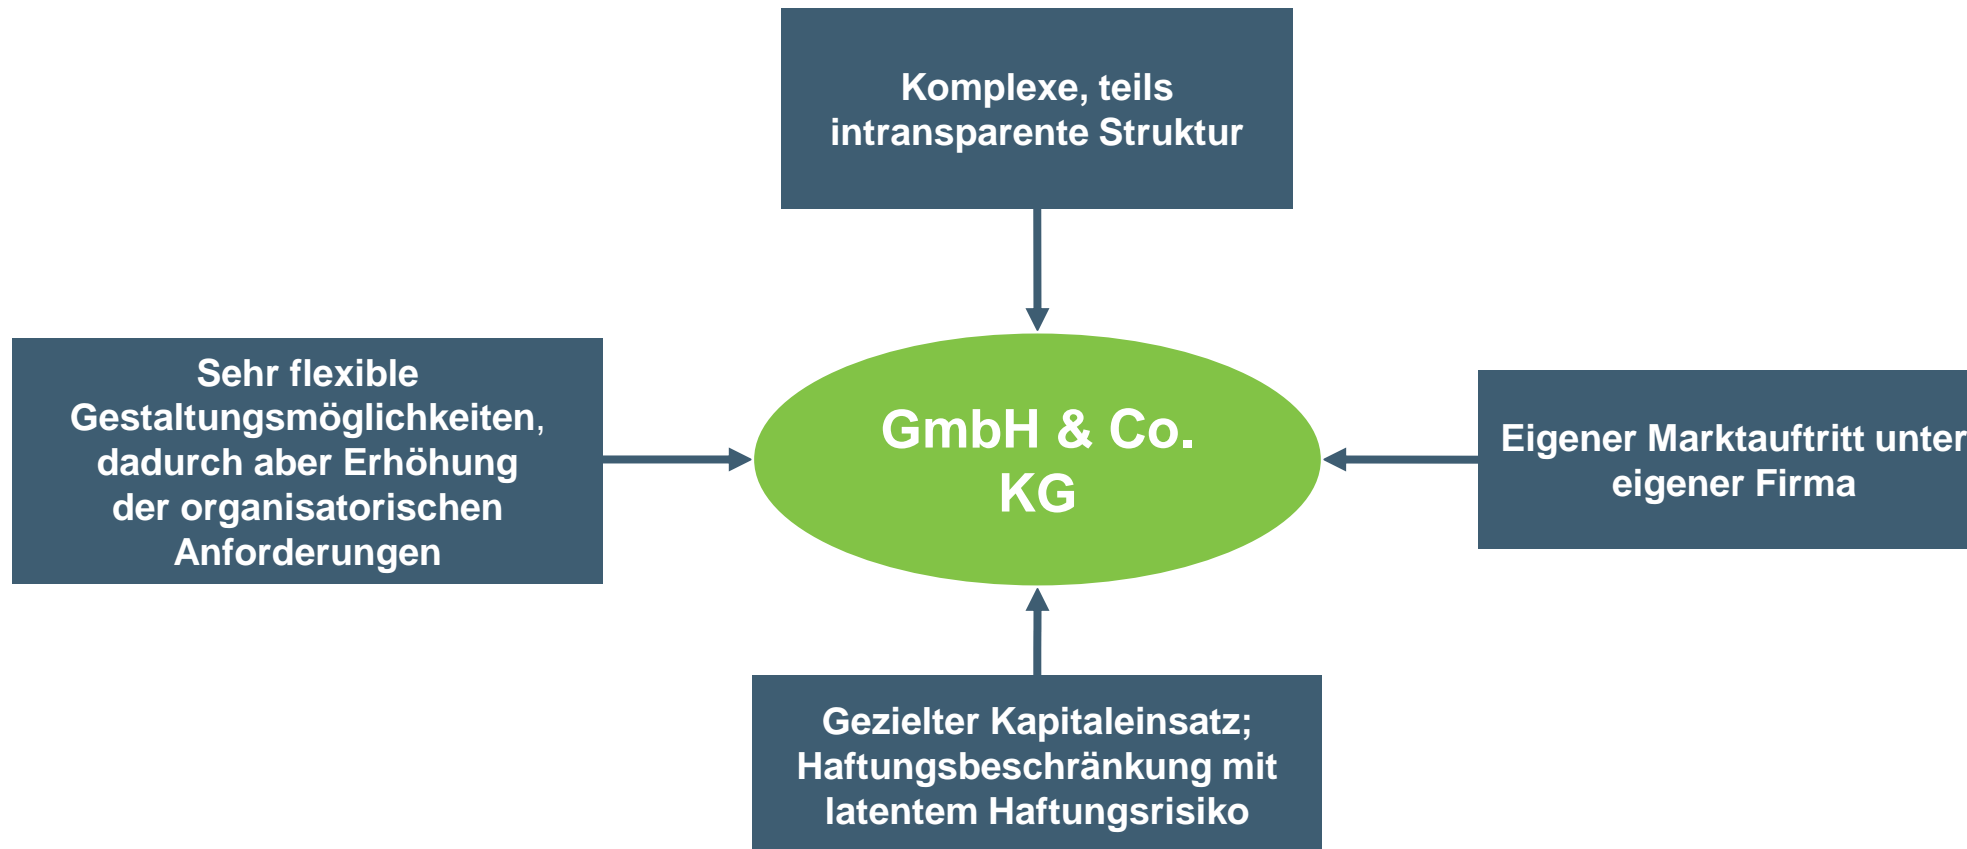 Komplexe, teils
intransparente Struktur
Sehr flexible
Gestaltungsmöglichkeiten,
dadurch aber Erhöhung
der organisatorischen
Anforderungen
GmbH & Co.
KG
Eigener Marktauftritt unter
eigener Firma
Gezielter Kapitaleinsatz;
Haftungsbeschränkung mit
latentem Haftungsrisiko